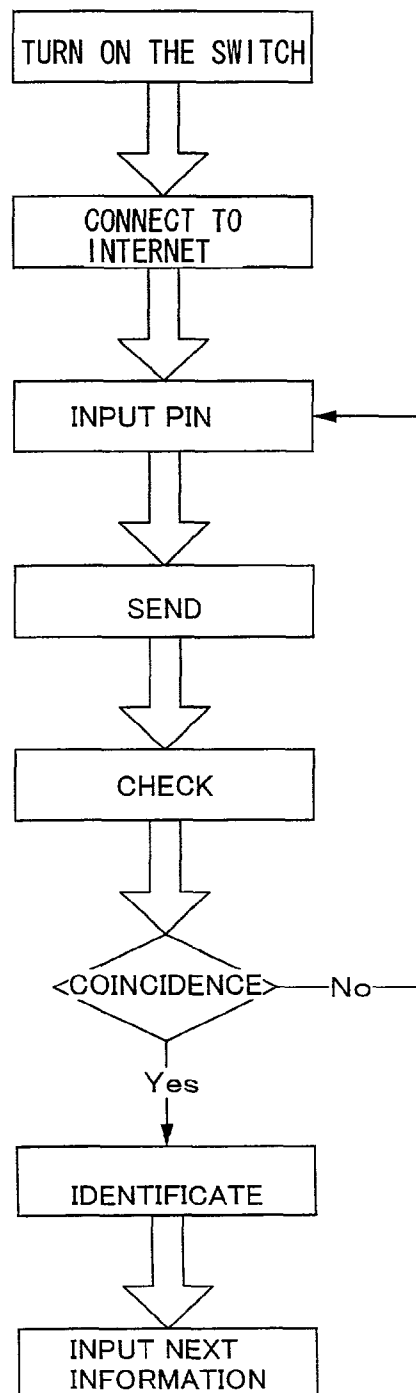 TURN ON THE SWITCH
CONNECT TO
INTERNET
INPUT PIN
SEND
CHECK
COINCIDENCE
No
Yes
IDENTIFICATE
INPUT NEXT
INFORMATION